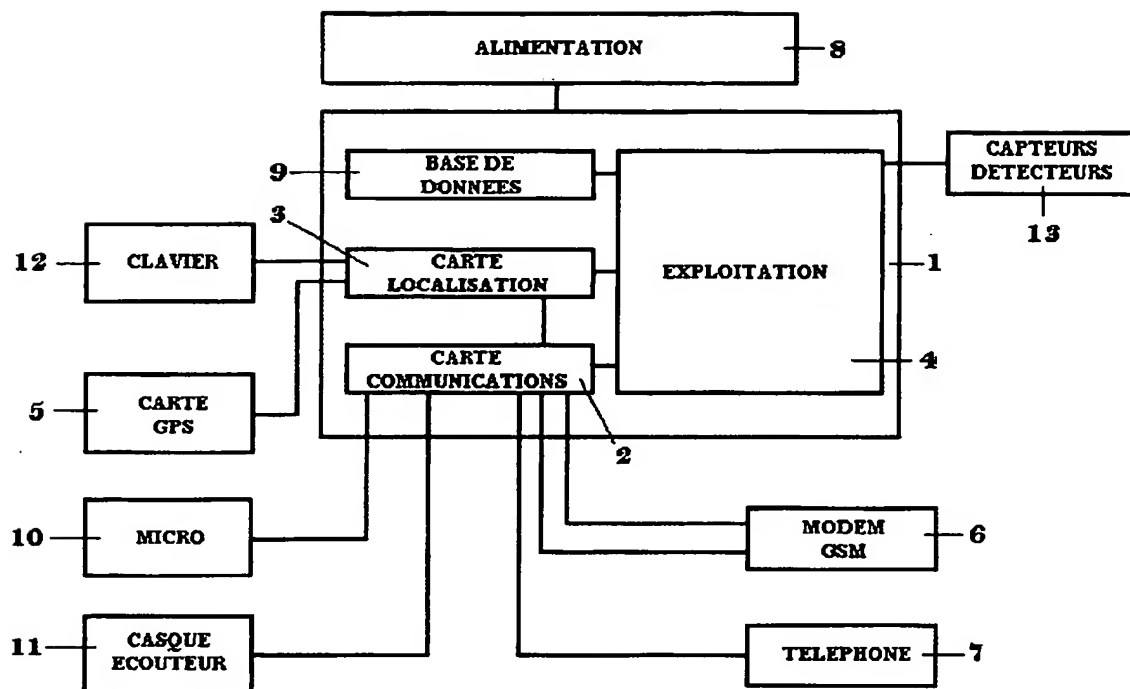 ALIMENTATION
8
BASE DE
DONNEES
9
CAPTEURS
DETECTEURS
13
3
12
CLAVIER
CARTE
LOCALISATION
EXPLOITATION
1
CARTE
COMMUNICATIONS
4
5
CARTE
GPS
2
10
MICRO
MODEM
GSM
6
11
CASQUE
ECOUTEUR
TELEPHONE
7